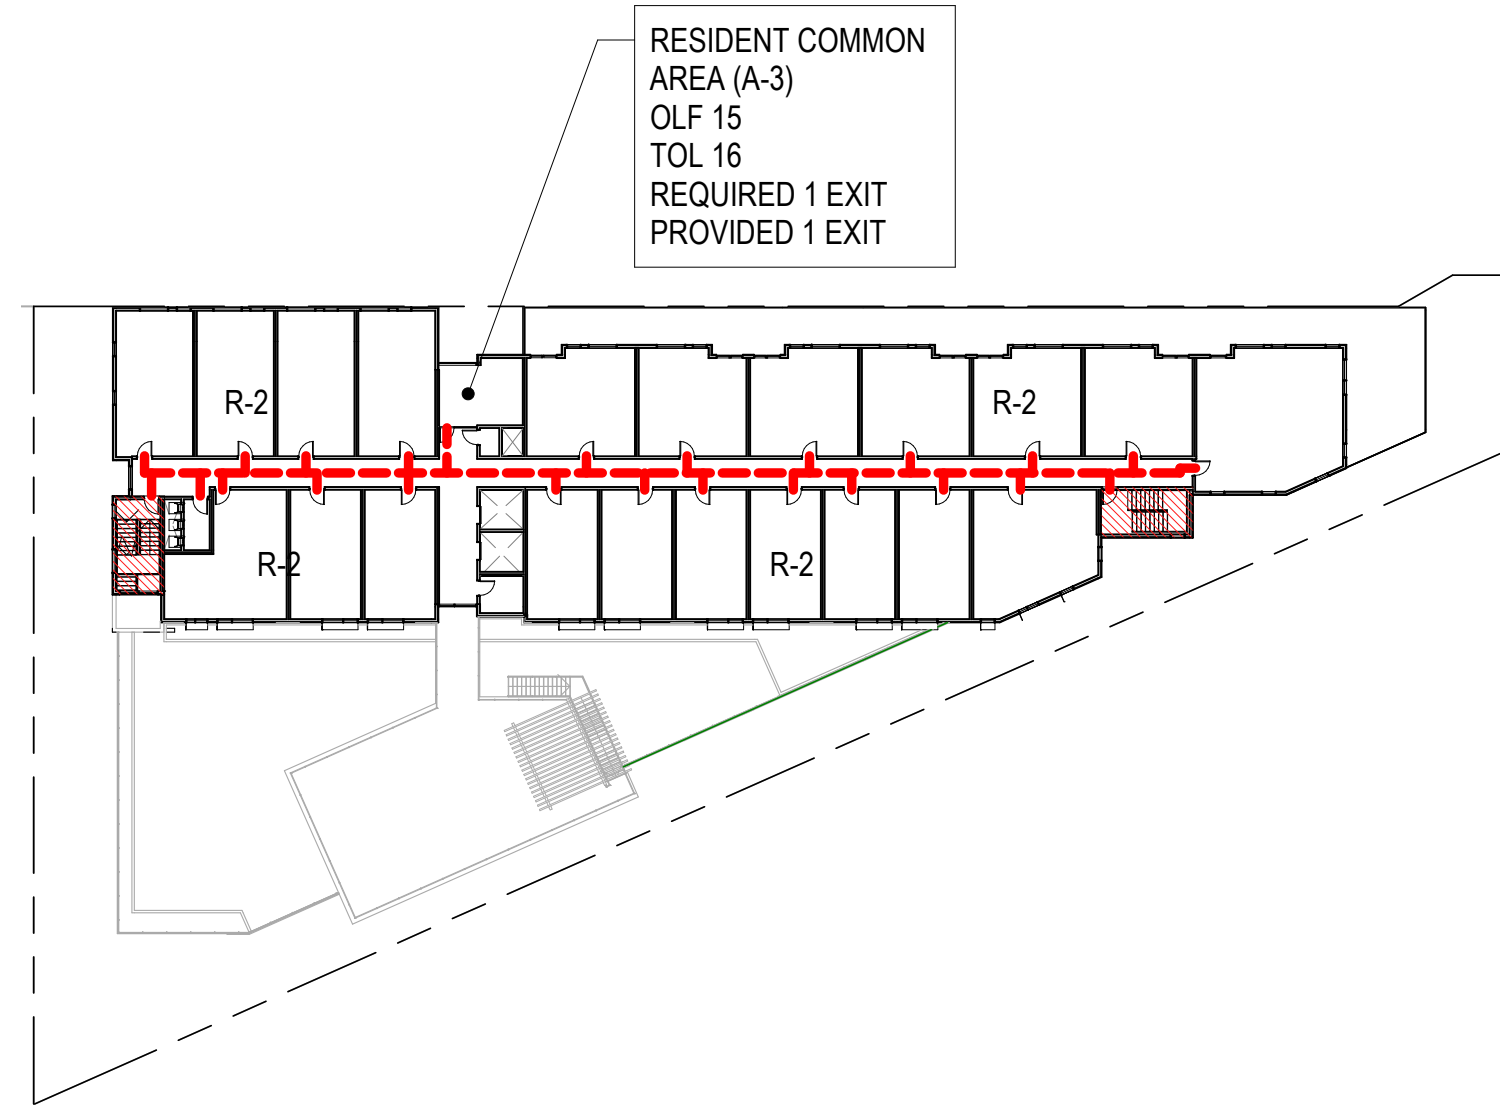 RESIDENT COMMON
AREA (A-3)
OLF 15
TOL 16
REQUIRED 1 EXIT
PROVIDED 1 EXIT
R-2
R-2
R-2
R-2